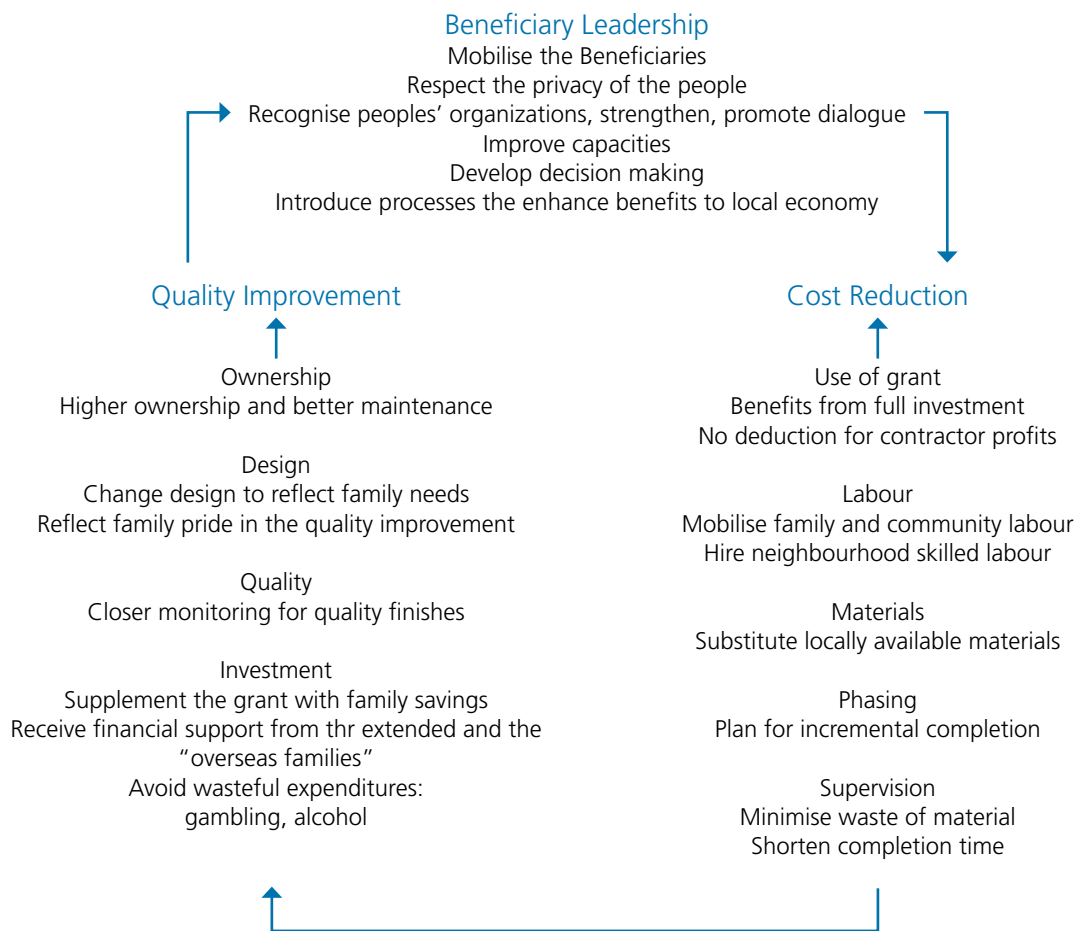 Beneficiary Leadership
Mobilise the Beneficiaries
Respect the privacy of the people
Recognise peoples’ organizations, strengthen, promote dialogue
Improve capacities
Develop decision making
Introduce processes the enhance benefits to local economy
Quality Improvement
Ownership
Higher ownership and better maintenance
Design
Change design to reflect family needs
Reflect family pride in the quality improvement
Quality
Closer monitoring for quality finishes
Investment
Supplement the grant with family savings
Receive financial support from thr extended and the
“overseas families”
Avoid wasteful expenditures:
gambling, alcohol
Cost Reduction
Use of grant
Benefits from full investment
No deduction for contractor profits
Labour
Mobilise family and community labour
Hire neighbourhood skilled labour
Materials
Substitute locally available materials
Phasing
Plan for incremental completion
Supervision
Minimise waste of material
Shorten completion time